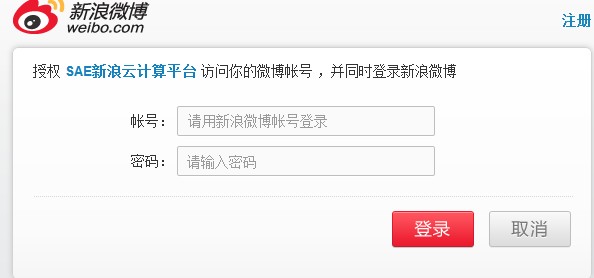 新浪微博
weibo.com
注册
授权 SAE新浪云计算平台 访问你的微博帐号，并同时登录新浪微博
帐号： 请用新浪微博帐号登录
密码： 请输入密码
登录 取消